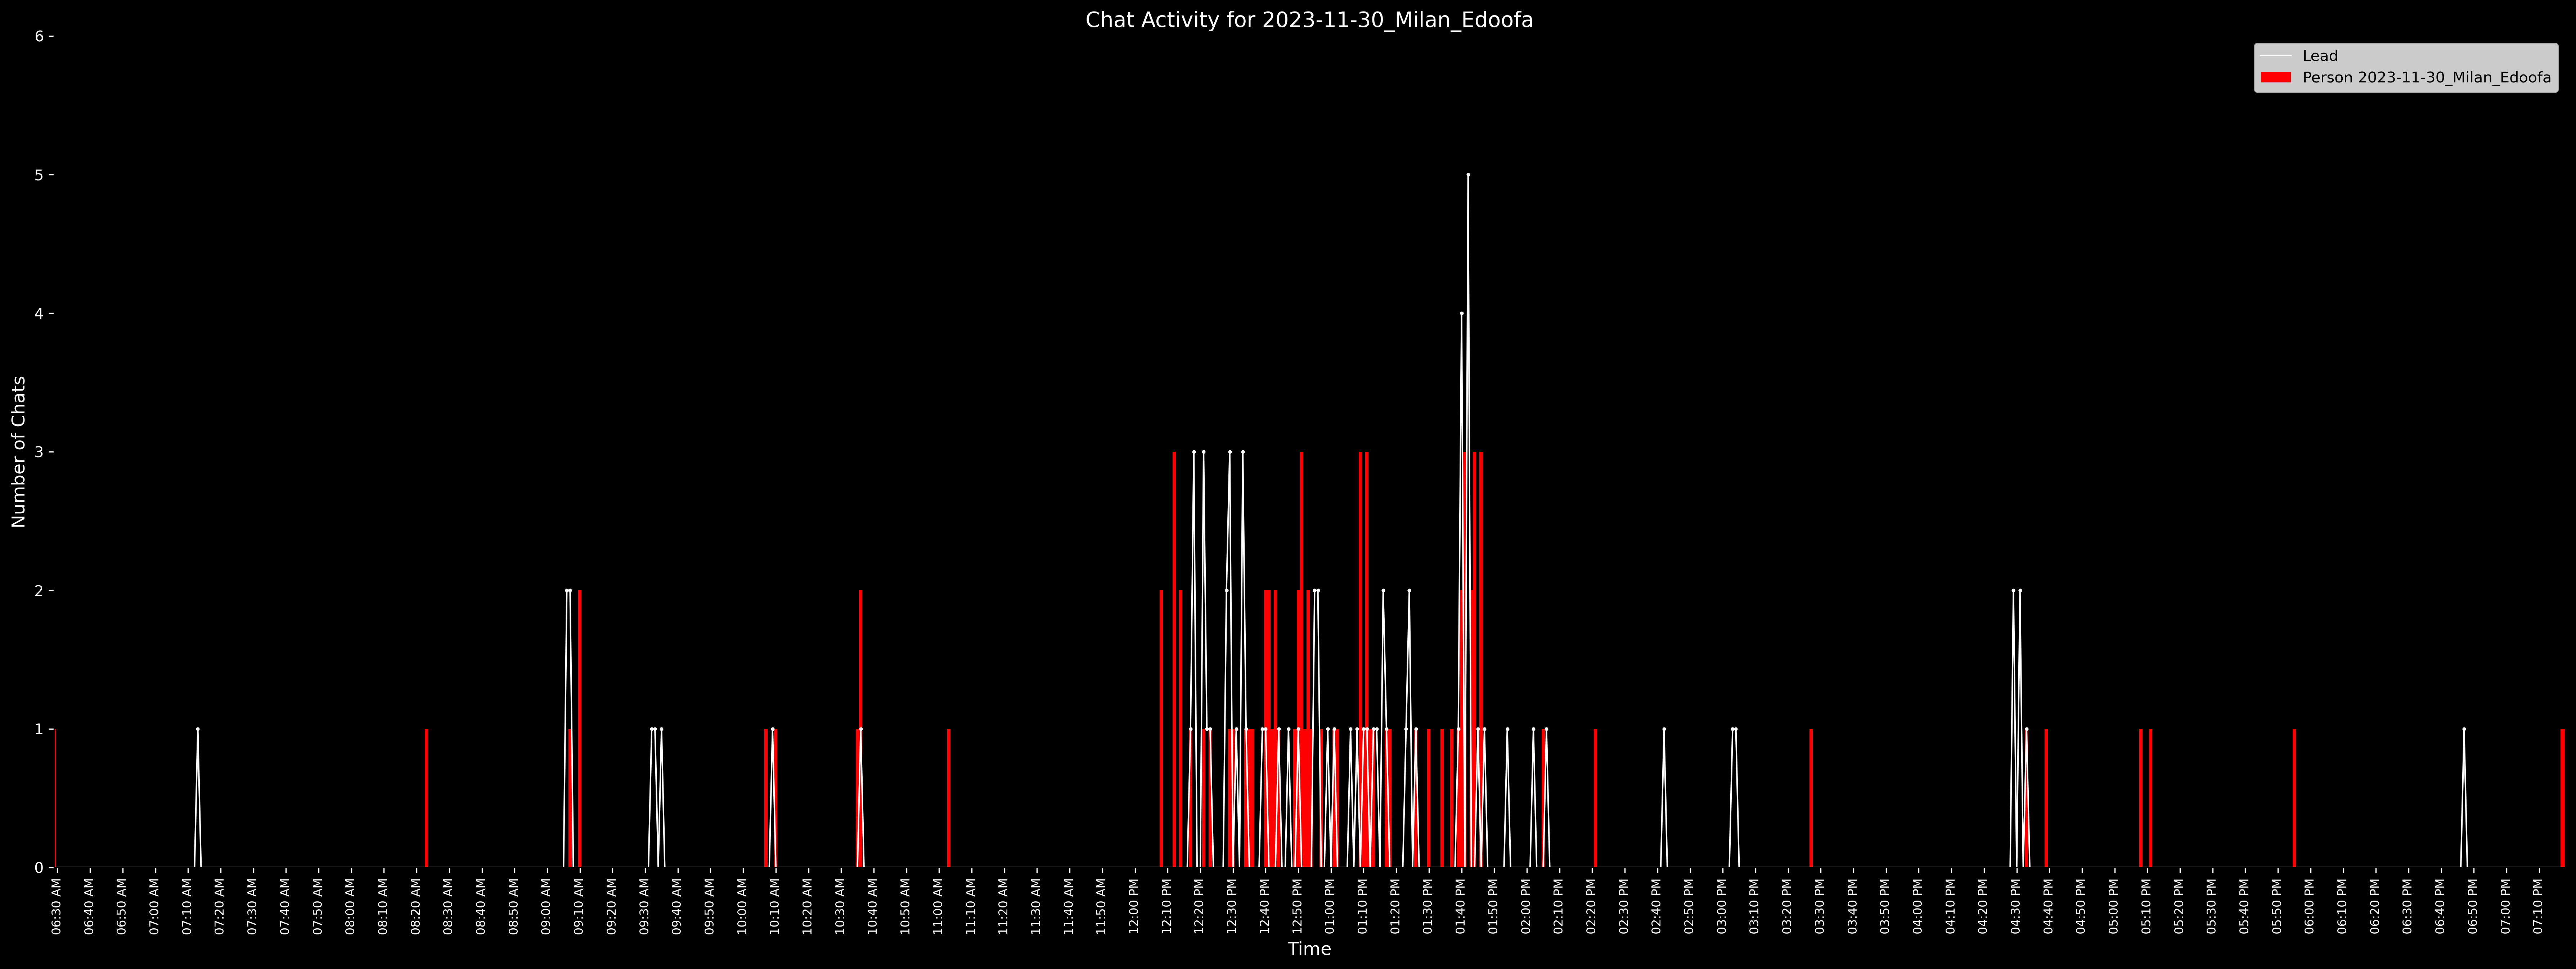 Chat Activity for 2023-11-30_Milan_Edoofa
Lead
Person 2023-11-30_Milan_Edoofa
Number of Chats
6
5
4
3
2
1
0
06:30 AM
06:40 AM
06:50 AM
07:00 AM
07:10 AM
07:20 AM
07:30 AM
07:40 AM
07:50 AM
08:00 AM
08:10 AM
08:20 AM
08:30 AM
08:40 AM
08:50 AM
09:00 AM
09:10 AM
09:20 AM
09:30 AM
09:40 AM
09:50 AM
10:00 AM
10:10 AM
10:20 AM
10:30 AM
10:40 AM
10:50 AM
11:00 AM
11:10 AM
11:20 AM
11:30 AM
11:40 AM
11:50 AM
12:00 PM
12:10 PM
12:20 PM
12:30 PM
12:40 PM
12:50 PM
01:00 PM
01:10 PM
01:20 PM
01:30 PM
01:40 PM
01:50 PM
02:00 PM
02:10 PM
02:20 PM
02:30 PM
02:40 PM
02:50 PM
03:00 PM
03:10 PM
03:20 PM
03:30 PM
03:40 PM
03:50 PM
04:00 PM
04:10 PM
04:20 PM
04:30 PM
04:40 PM
04:50 PM
05:00 PM
05:10 PM
05:20 PM
05:30 PM
05:40 PM
05:50 PM
06:00 PM
06:10 PM
06:20 PM
06:30 PM
06:40 PM
06:50 PM
07:00 PM
07:10 PM
Time